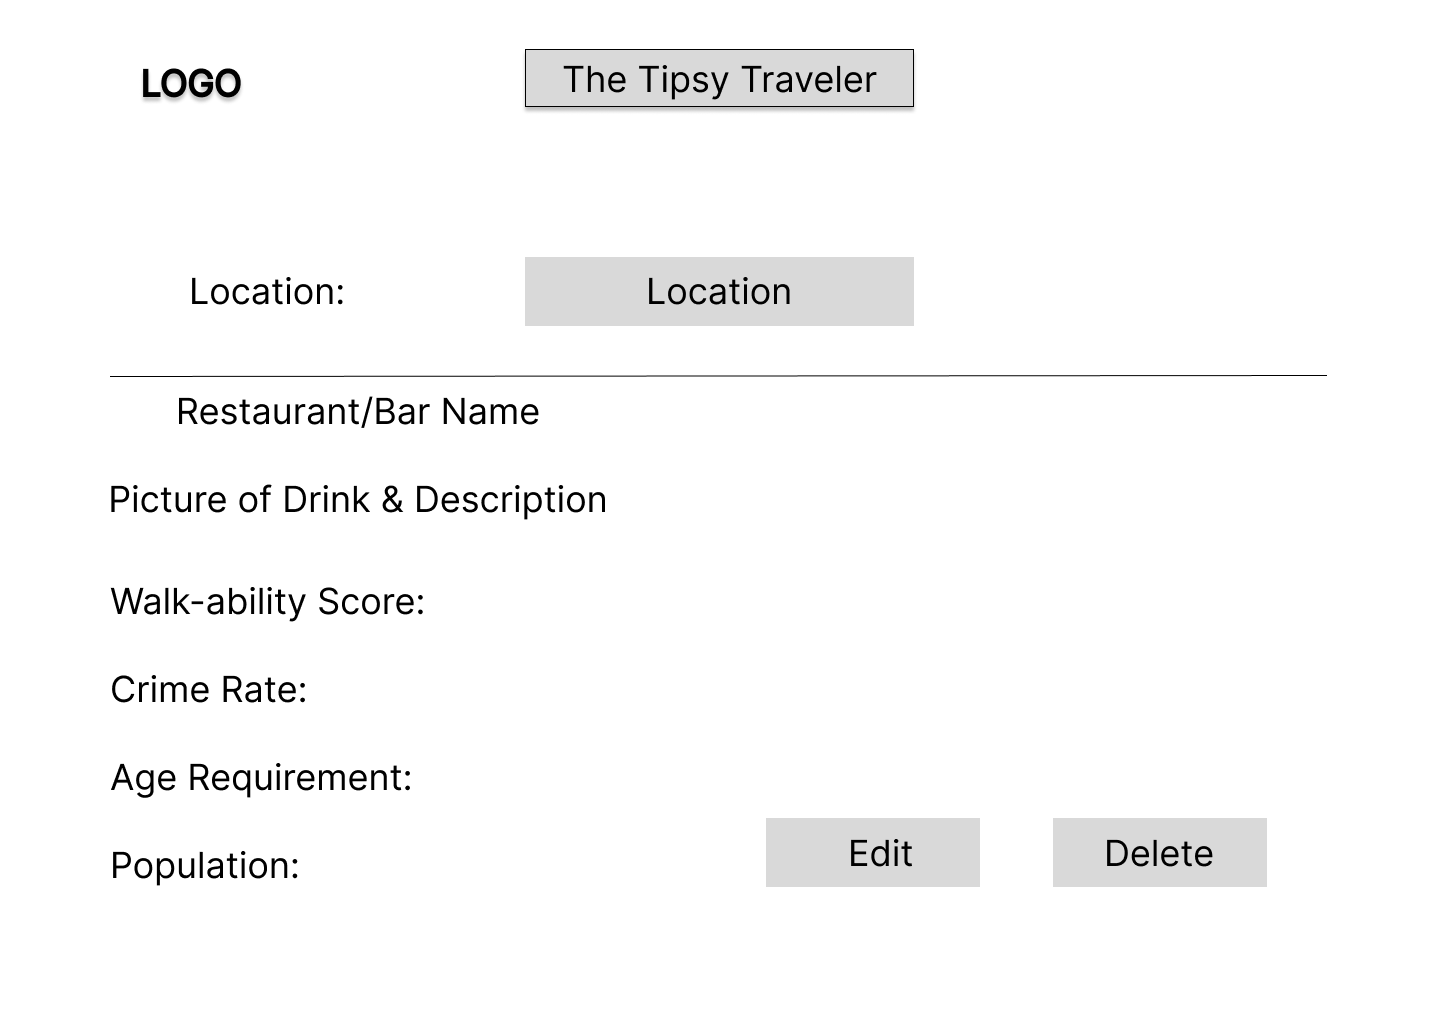 LOGO
The Tipsy Traveler
Location:
Location
Restaurant/Bar Name
Picture of Drink & Description
Walk-ability Score:
Crime Rate:
Age Requirement:
Population:
Edit
Delete